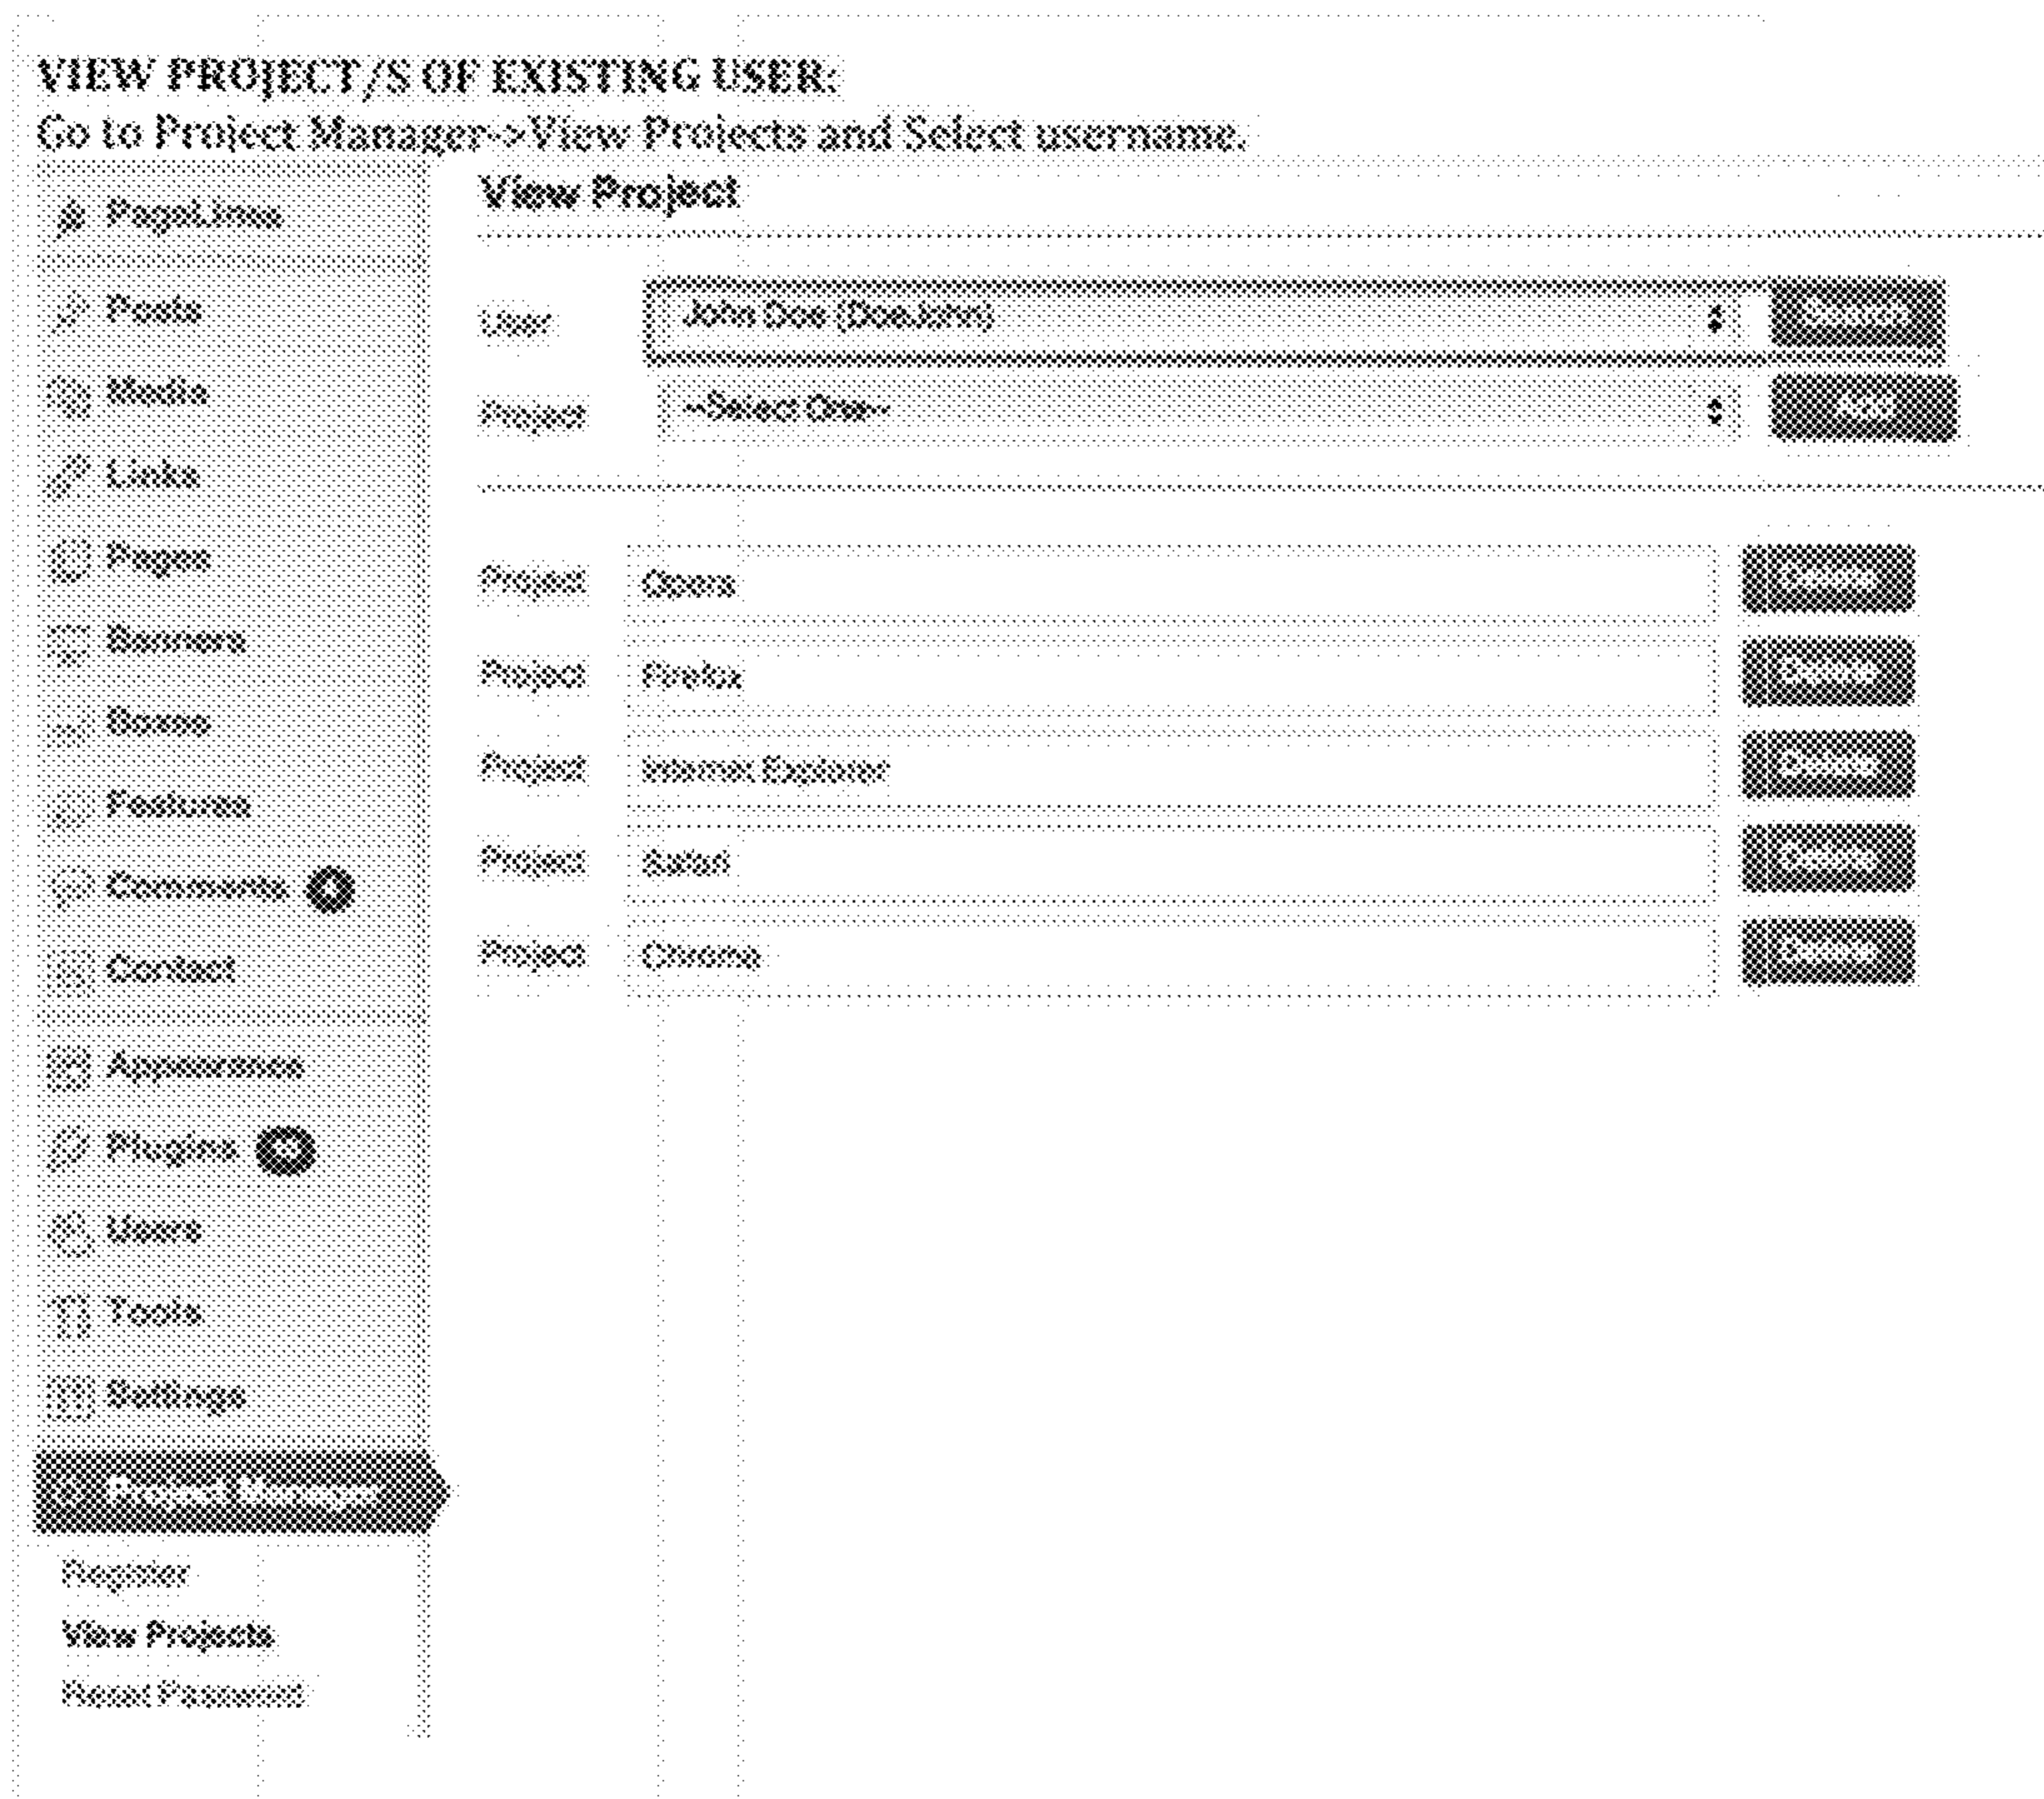 VIEW PROJECT/S OF EXISTING USER:
Go to Project Manager->View Projects and Select username.
PageLines
Posts
Media
Links
Pages
Banners
Boxes
Features
Comments
Contact
Appearance
Plugins
Users
Tools
Settings
Project Manager
Register
View Projects
Reset Password
View Project
User John Doe (DoeJohn)
Project --Select One--
Project Opera
Project Firefox
Project Internet Explorer
Project Safari
Project Chrome